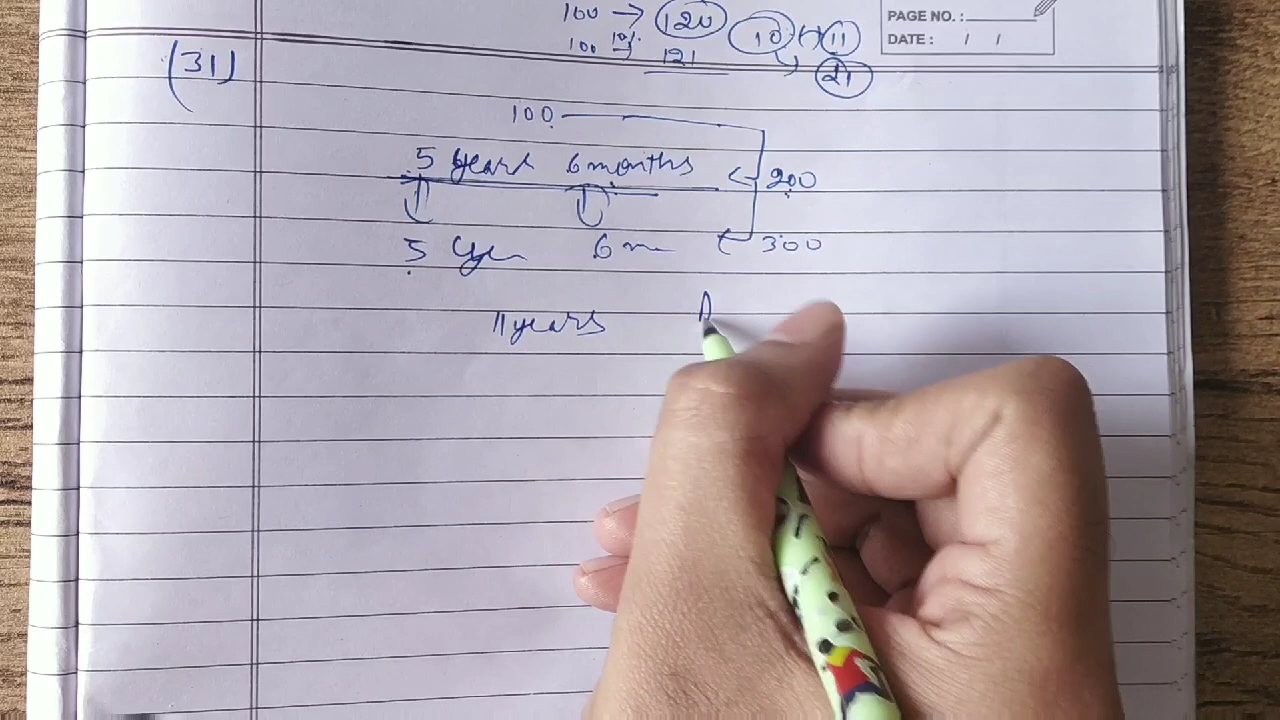 100 → 120 10 11
100 10% 121
21
PAGE NO. :
DATE : / /
(31)
100
5 years 6 months 200
5 6 m 300
11 years A